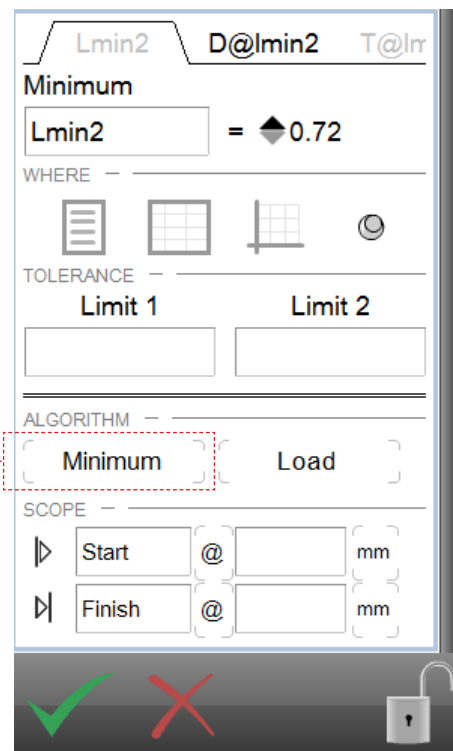 Lmin2 D@lmin2 T@lm
Minimum
Lmin2 = 0.72
WHERE
TOLERANCE
Limit 1 Limit 2
ALGORITHM
Minimum Load
SCOPE
Start @ mm
Finish @ mm